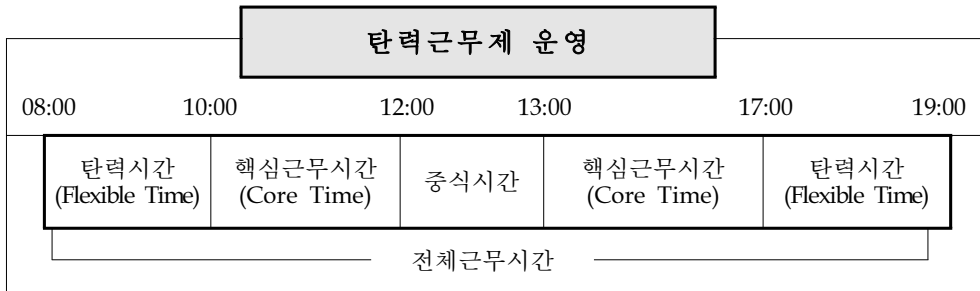 탄력근무제 운영
08:00 10:00 12:00 13:00 17:00 19:00
탄력시간 핵심근무시간 중식시간 핵심근무시간 탄력시간
(Flexible Time) (Core Time) (Core Time) (Flexible Time)
전체근무시간